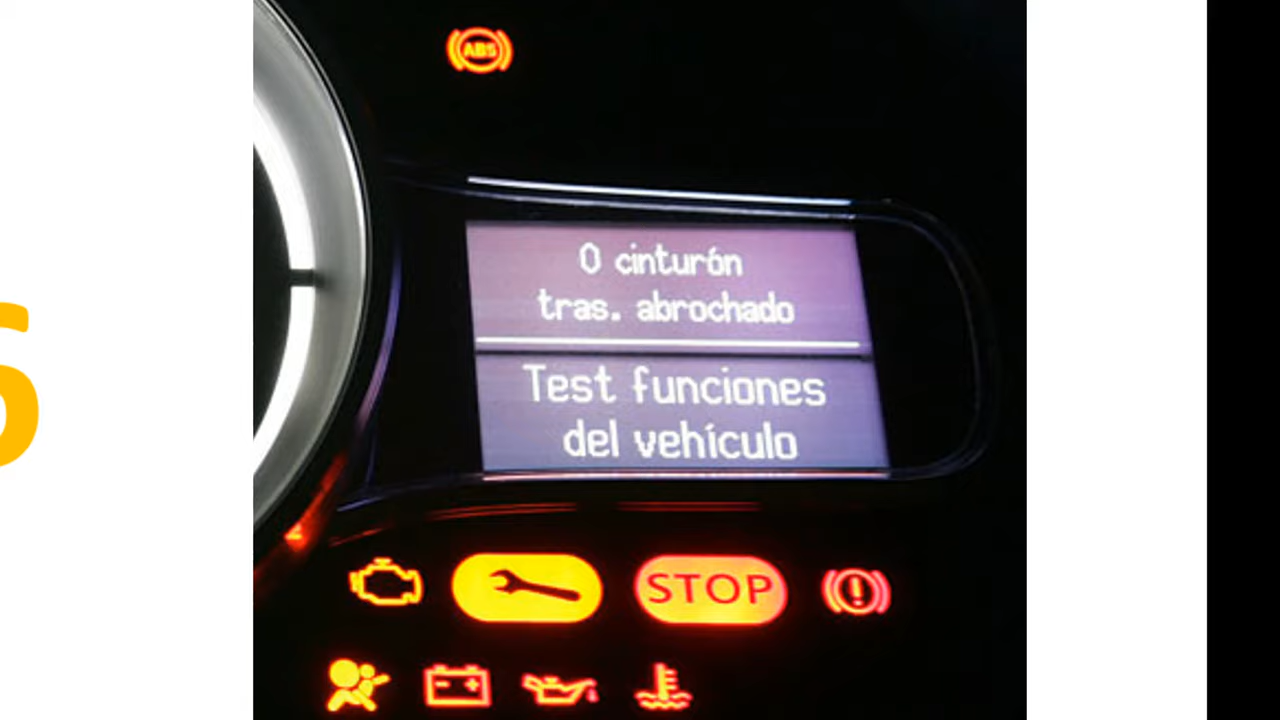 ABS
0 cinturón
tras. abrochado
Test funciones
del vehículo
STOP